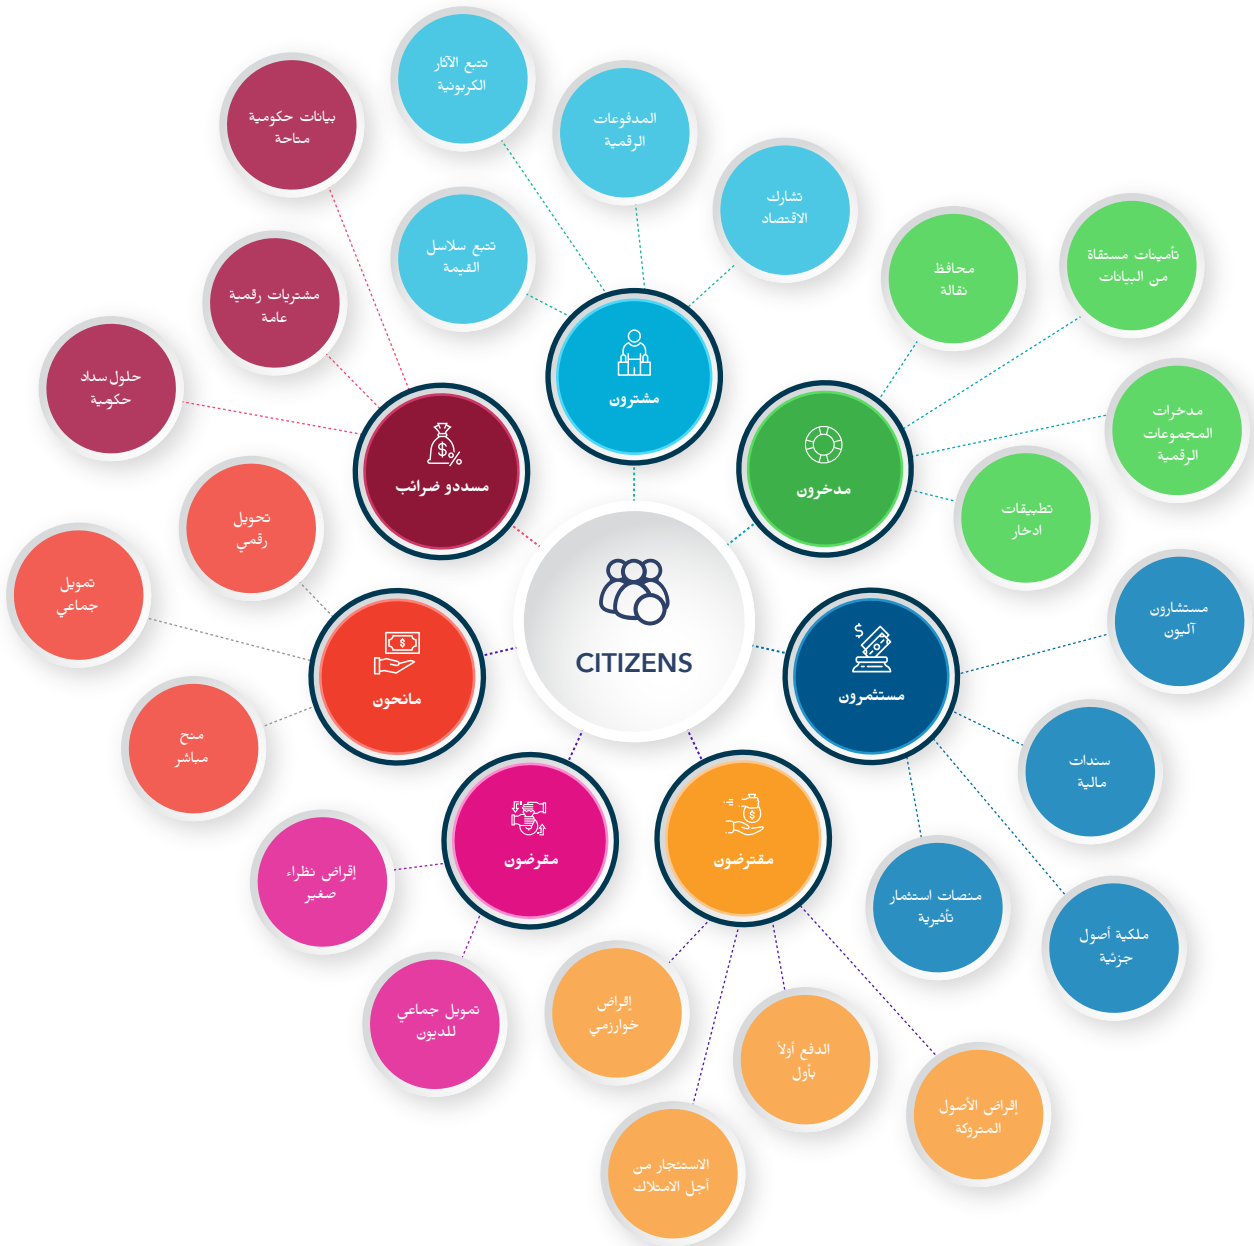 CITIZENS
مشترون
تتبع الآثار
الكربونية
المدفوعات
الرقمية
تشارك
الاقتصاد
تتبع سلاسل
القيمة
مدخرون
محافظ
نقالة
تأمينات مستقاة
من البيانات
مدخرات
المجموعات
الرقمية
تطبيقات
ادخار
مستثمرون
مستشارون
آليون
سندات
مالية
ملكية أصول
جزئية
منصات استثمار
تأثيرية
مقترضون
إقراض الأصول
المتروكة
الدفع أولاً
بأول
الاستئجار من
أجل الامتلاك
إقراض
خوارزمي
مقرضون
تمويل جماعي
للديون
إقراض نظراء
صغير
مانحون
منح
مباشر
تمويل
جماعي
تحويل
رقمي
مسددو ضرائب
حلول سداد
حكومية
مشتريات رقمية
عامة
بيانات حكومية
متاحة